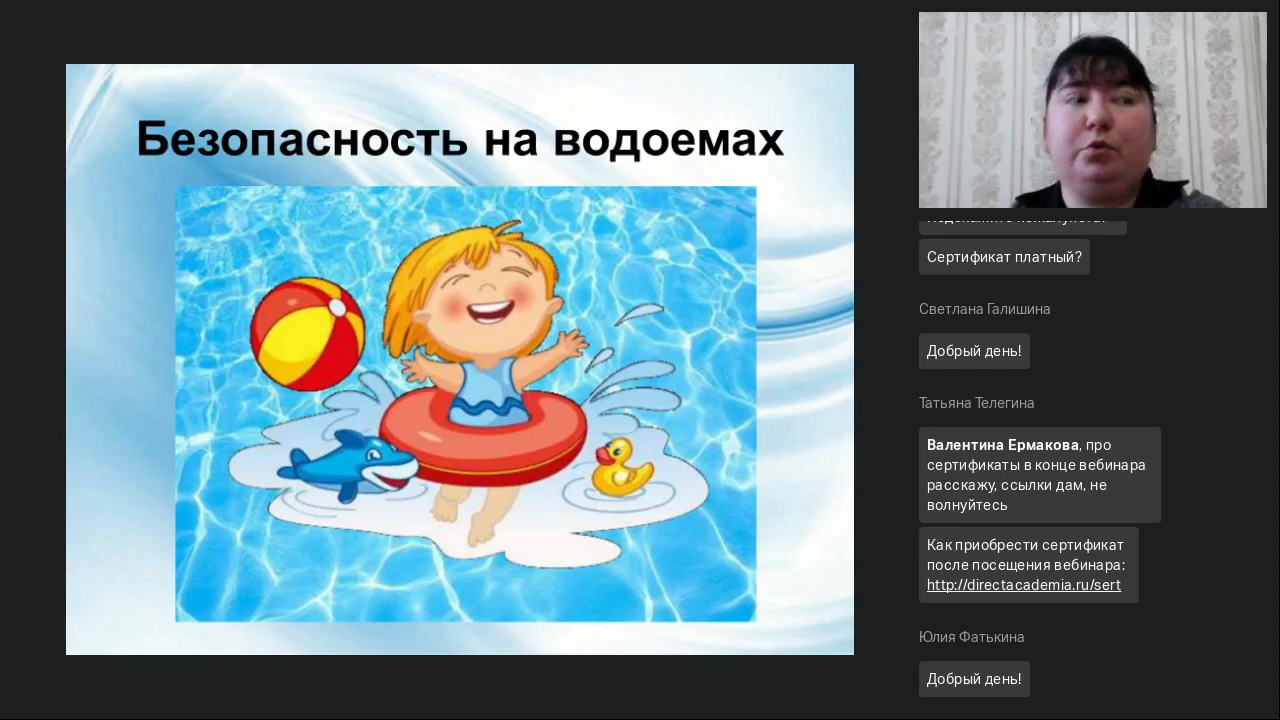 Безопасность на водоемах
Сертификат платный?
Светлана Галишина
Добрый день!
Татьяна Телегина
Валентина Ермакова, про
сертификаты в конце вебинара
расскажу, ссылки дам, не
волнуйтесь
Как приобрести сертификат
после посещения вебинара:
http://directacademia.ru/sert
Юлия Фатькина
Добрый день!